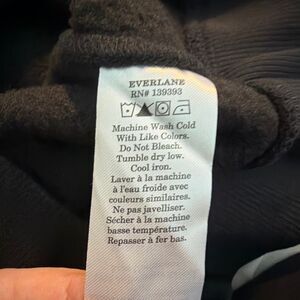 EVERLANE
RN# 139393
Machine Wash Cold
With Like Colors.
Do Not Bleach.
Tumble dry low.
Cool iron.
Laver à la machine
à l'eau froide avec
couleurs similaires.
Ne pas javelliser.
Sécher à la machine
basse température.
Repasser à fer bas.